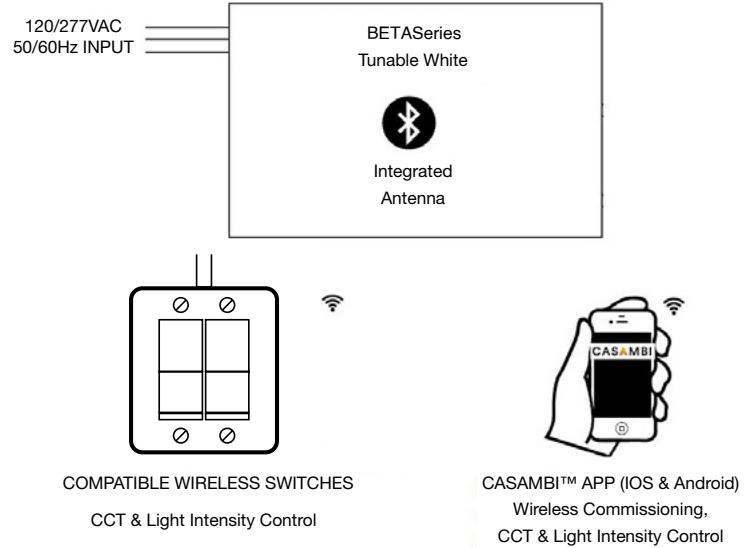 120/277VAC
50/60Hz INPUT
BETASeries
Tunable White
Integrated
Antenna
CASAMBI
COMPATIBLE WIRELESS SWITCHES
CCT & Light Intensity Control
CASAMBI™ APP (IOS & Android)
Wireless Commissioning,
CCT & Light Intensity Control